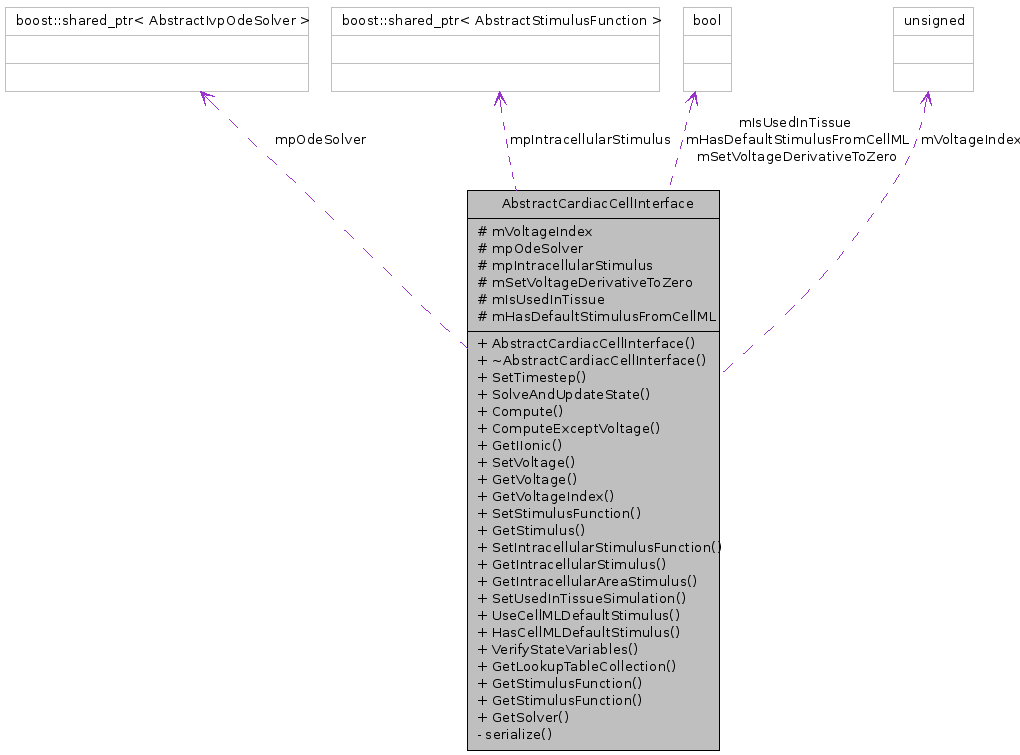 boost::shared_ptr< AbstractIvpOdeSolver >
boost::shared_ptr< AbstractStimulusFunction >
bool
unsigned
mpOdeSolver
mpIntracellularStimulus
mIsUsedInTissue
mHasDefaultStimulusFromCellML
mSetVoltageDerivativeToZero
mVoltageIndex
AbstractCardiacCellInterface
# mVoltageIndex
# mpOdeSolver
# mpIntracellularStimulus
# mSetVoltageDerivativeToZero
# mIsUsedInTissue
# mHasDefaultStimulusFromCellML
+ AbstractCardiacCellInterface()
+ ~AbstractCardiacCellInterface()
+ SetTimestep()
+ SolveAndUpdateState()
+ Compute()
+ ComputeExceptVoltage()
+ GetIIonic()
+ SetVoltage()
+ GetVoltage()
+ GetVoltageIndex()
+ SetStimulusFunction()
+ GetStimulus()
+ SetIntracellularStimulusFunction()
+ GetIntracellularStimulus()
+ GetIntracellularAreaStimulus()
+ SetUsedInTissueSimulation()
+ UseCellMLDefaultStimulus()
+ HasCellMLDefaultStimulus()
+ VerifyStateVariables()
+ GetLookupTableCollection()
+ GetStimulusFunction()
+ GetStimulusFunction()
+ GetSolver()
- serialize()